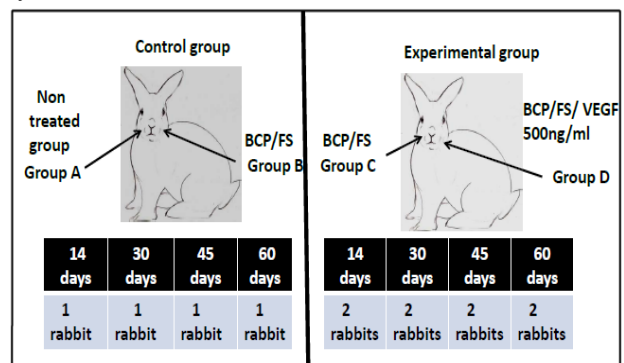 Control group
Non
treated
group
Group A
BCP/FS
Group B
14 days
30 days
45 days
60 days
1 rabbit
1 rabbit
1 rabbit
1 rabbit
Experimental group
BCP/FS
Group C
BCP/FS/ VEGF
500ng/ml
Group D
14 days
30 days
45 days
60 days
2 rabbits
2 rabbits
2 rabbits
2 rabbits